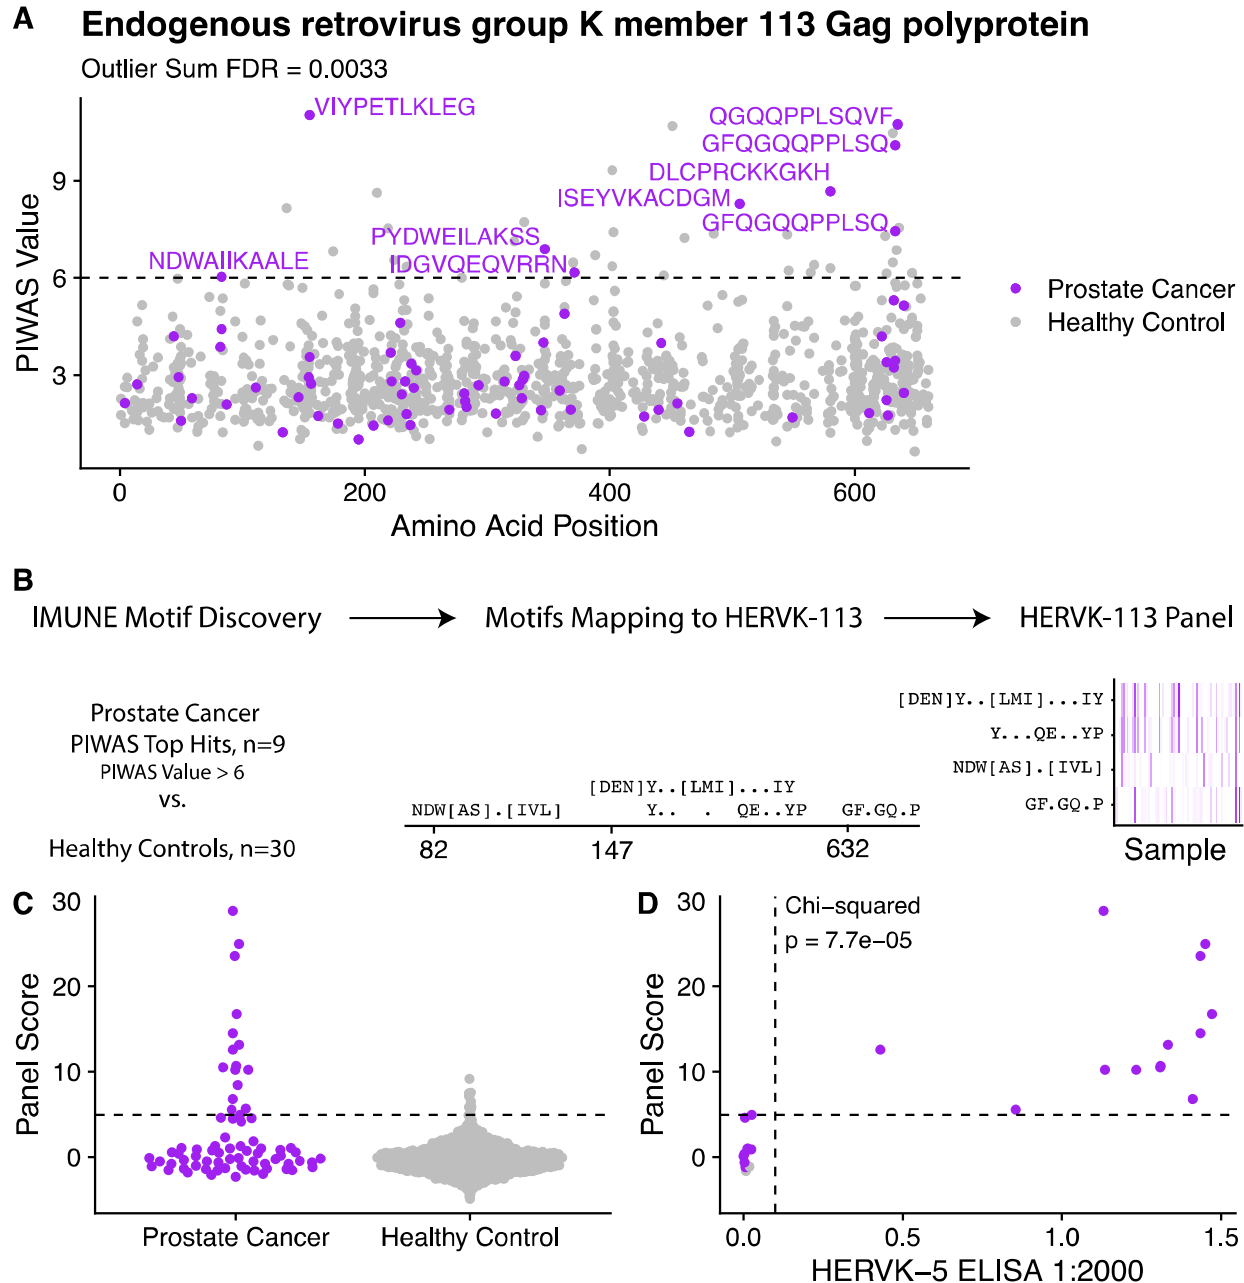 A
Endogenous retrovirus group K member 113 Gag polyprotein
Outlier Sum FDR = 0.0033
VIYPETLKLEG
QGQQPPLSQVF
GFQGQQPPLSQ
DLCPRCKKGKH
ISEYVKACDGM
GFQGQQPPLSQ
PYDWEILAKSS
IDGVQEQVRRN
NDWAIIKAALE
PIWAS Value
9
6
3
0
200
400
600
Amino Acid Position
Prostate Cancer
Healthy Control
B
IMUNE Motif Discovery
Motifs Mapping to HERVK-113
HERVK-113 Panel
Prostate Cancer
PIWAS Top Hits, n=9
PIWAS Value > 6
vs.
Healthy Controls, n=30
[DEN]Y..[LMI]...IY
NDW[AS].[IVL]
Y.. . QE..YP
GF.GQ.P
82
147
632
[DEN]Y..[LMI]...IY
Y...QE..YP
NDW[AS].[IVL]
GF.GQ.P
Sample
C
Panel Score
30
20
10
0
Prostate Cancer
Healthy Control
D
Panel Score
30
20
10
0
Chi-squared
p = 7.7e-05
0.0
0.5
1.0
1.5
HERVK-5 ELISA 1:2000